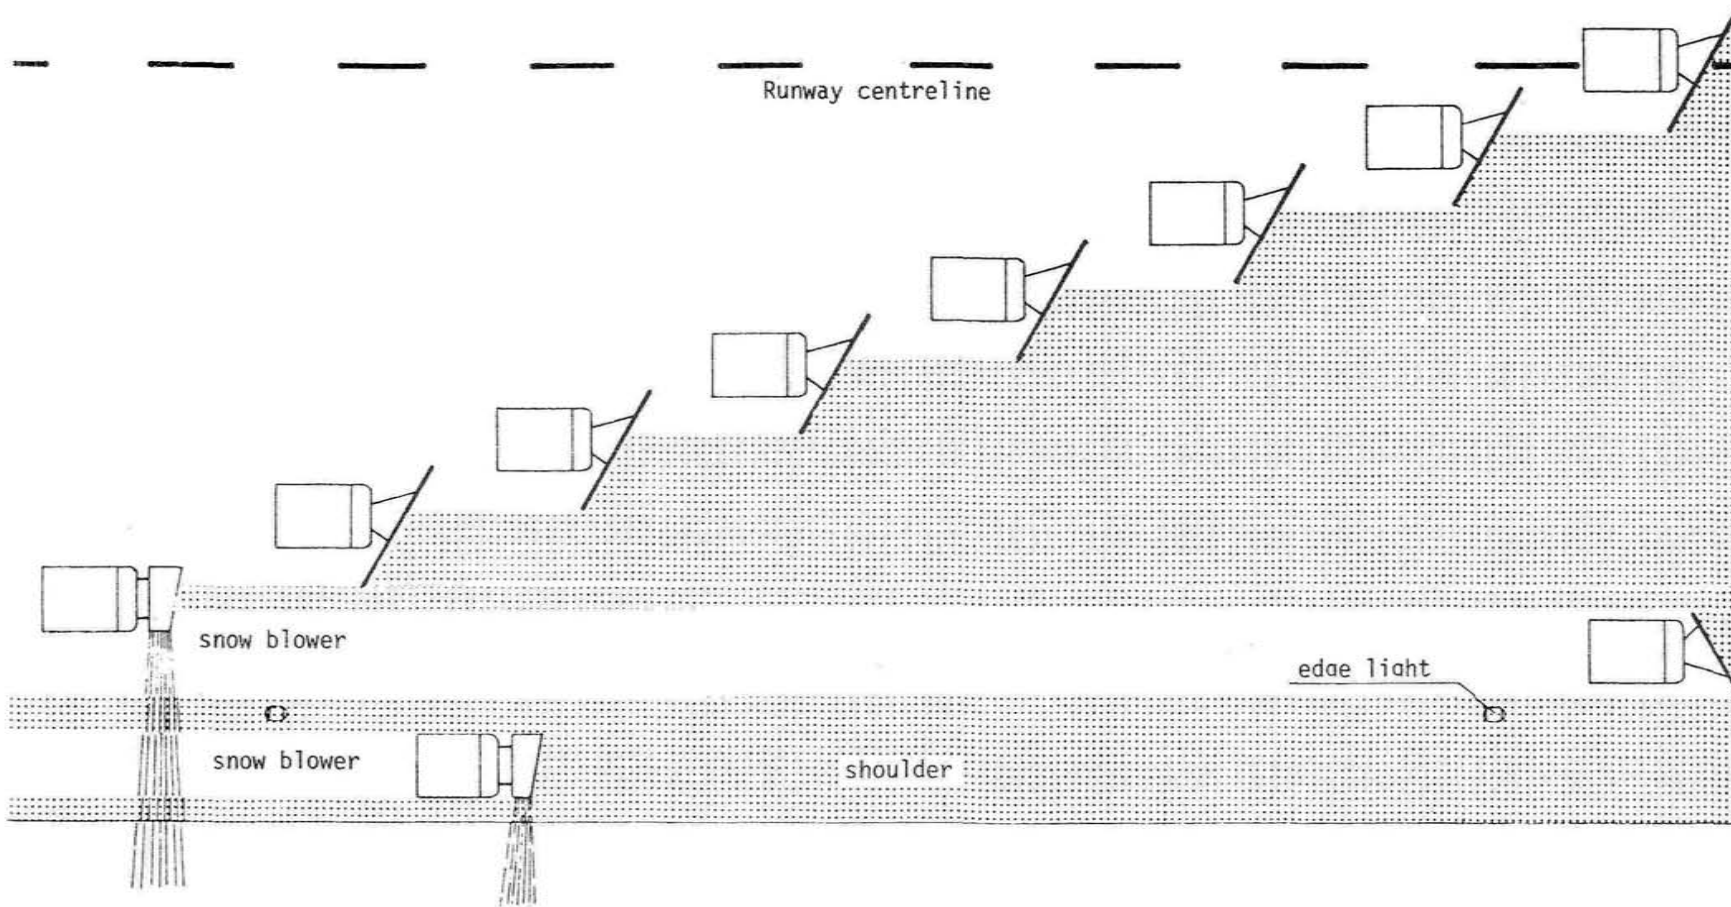 Runway centreline
snow blower
edge light
snow blower
shoulder